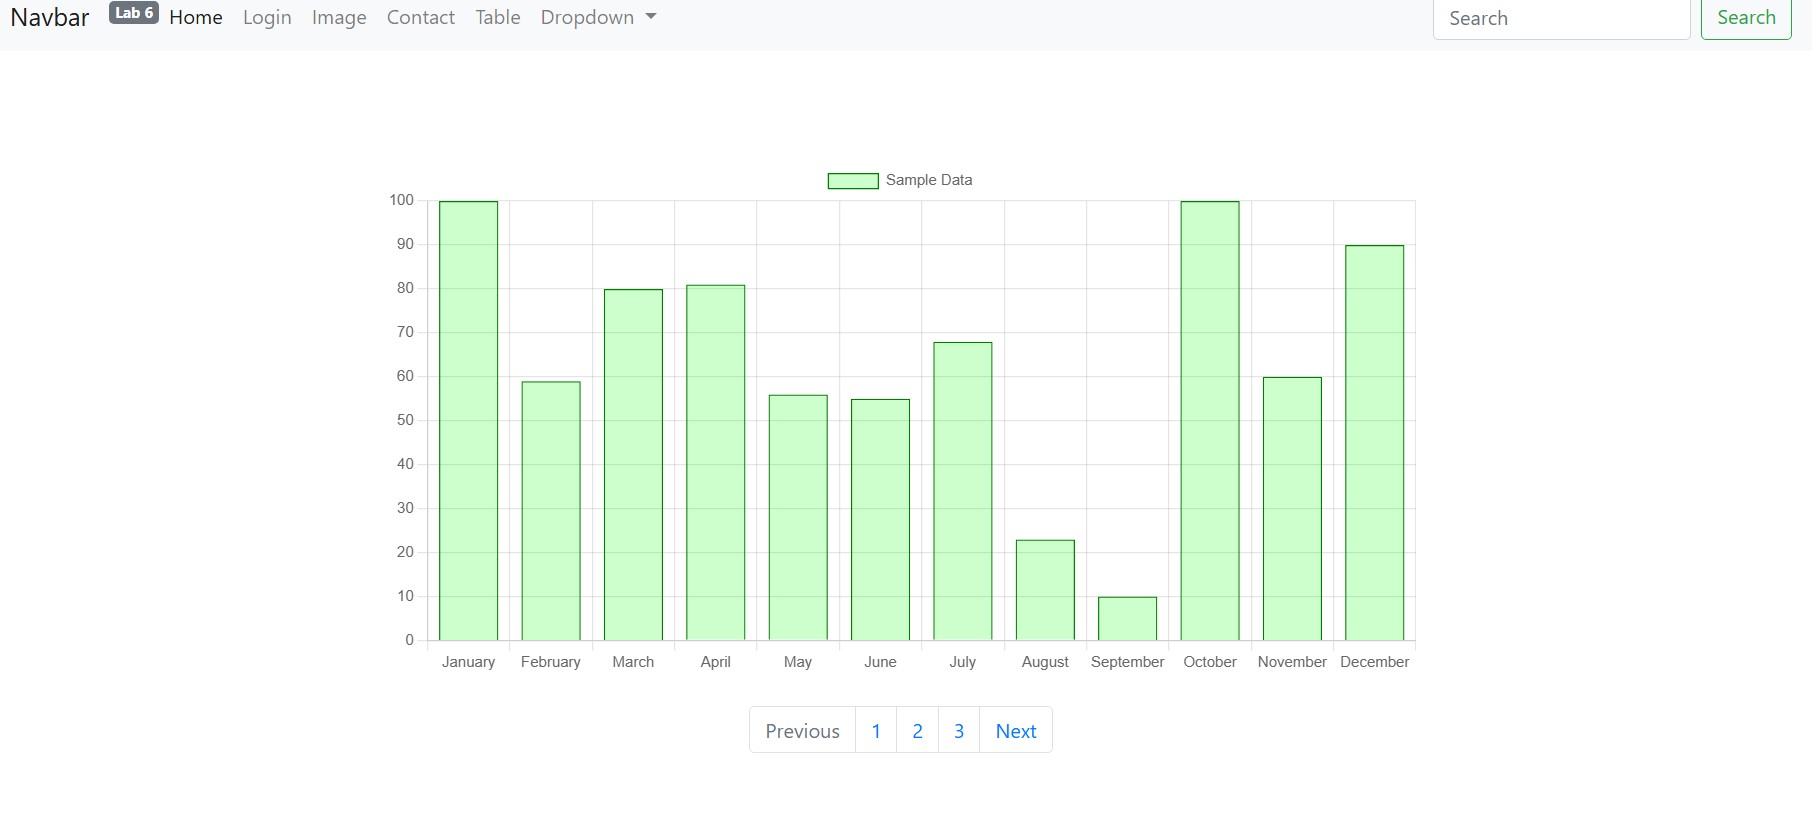 Navbar Lab 6 Home Login Image Contact Table Dropdown Search Search
Sample Data
100
90
80
70
60
50
40
30
20
10
0
January February March April May June July August September October November December
Previous 1 2 3 Next